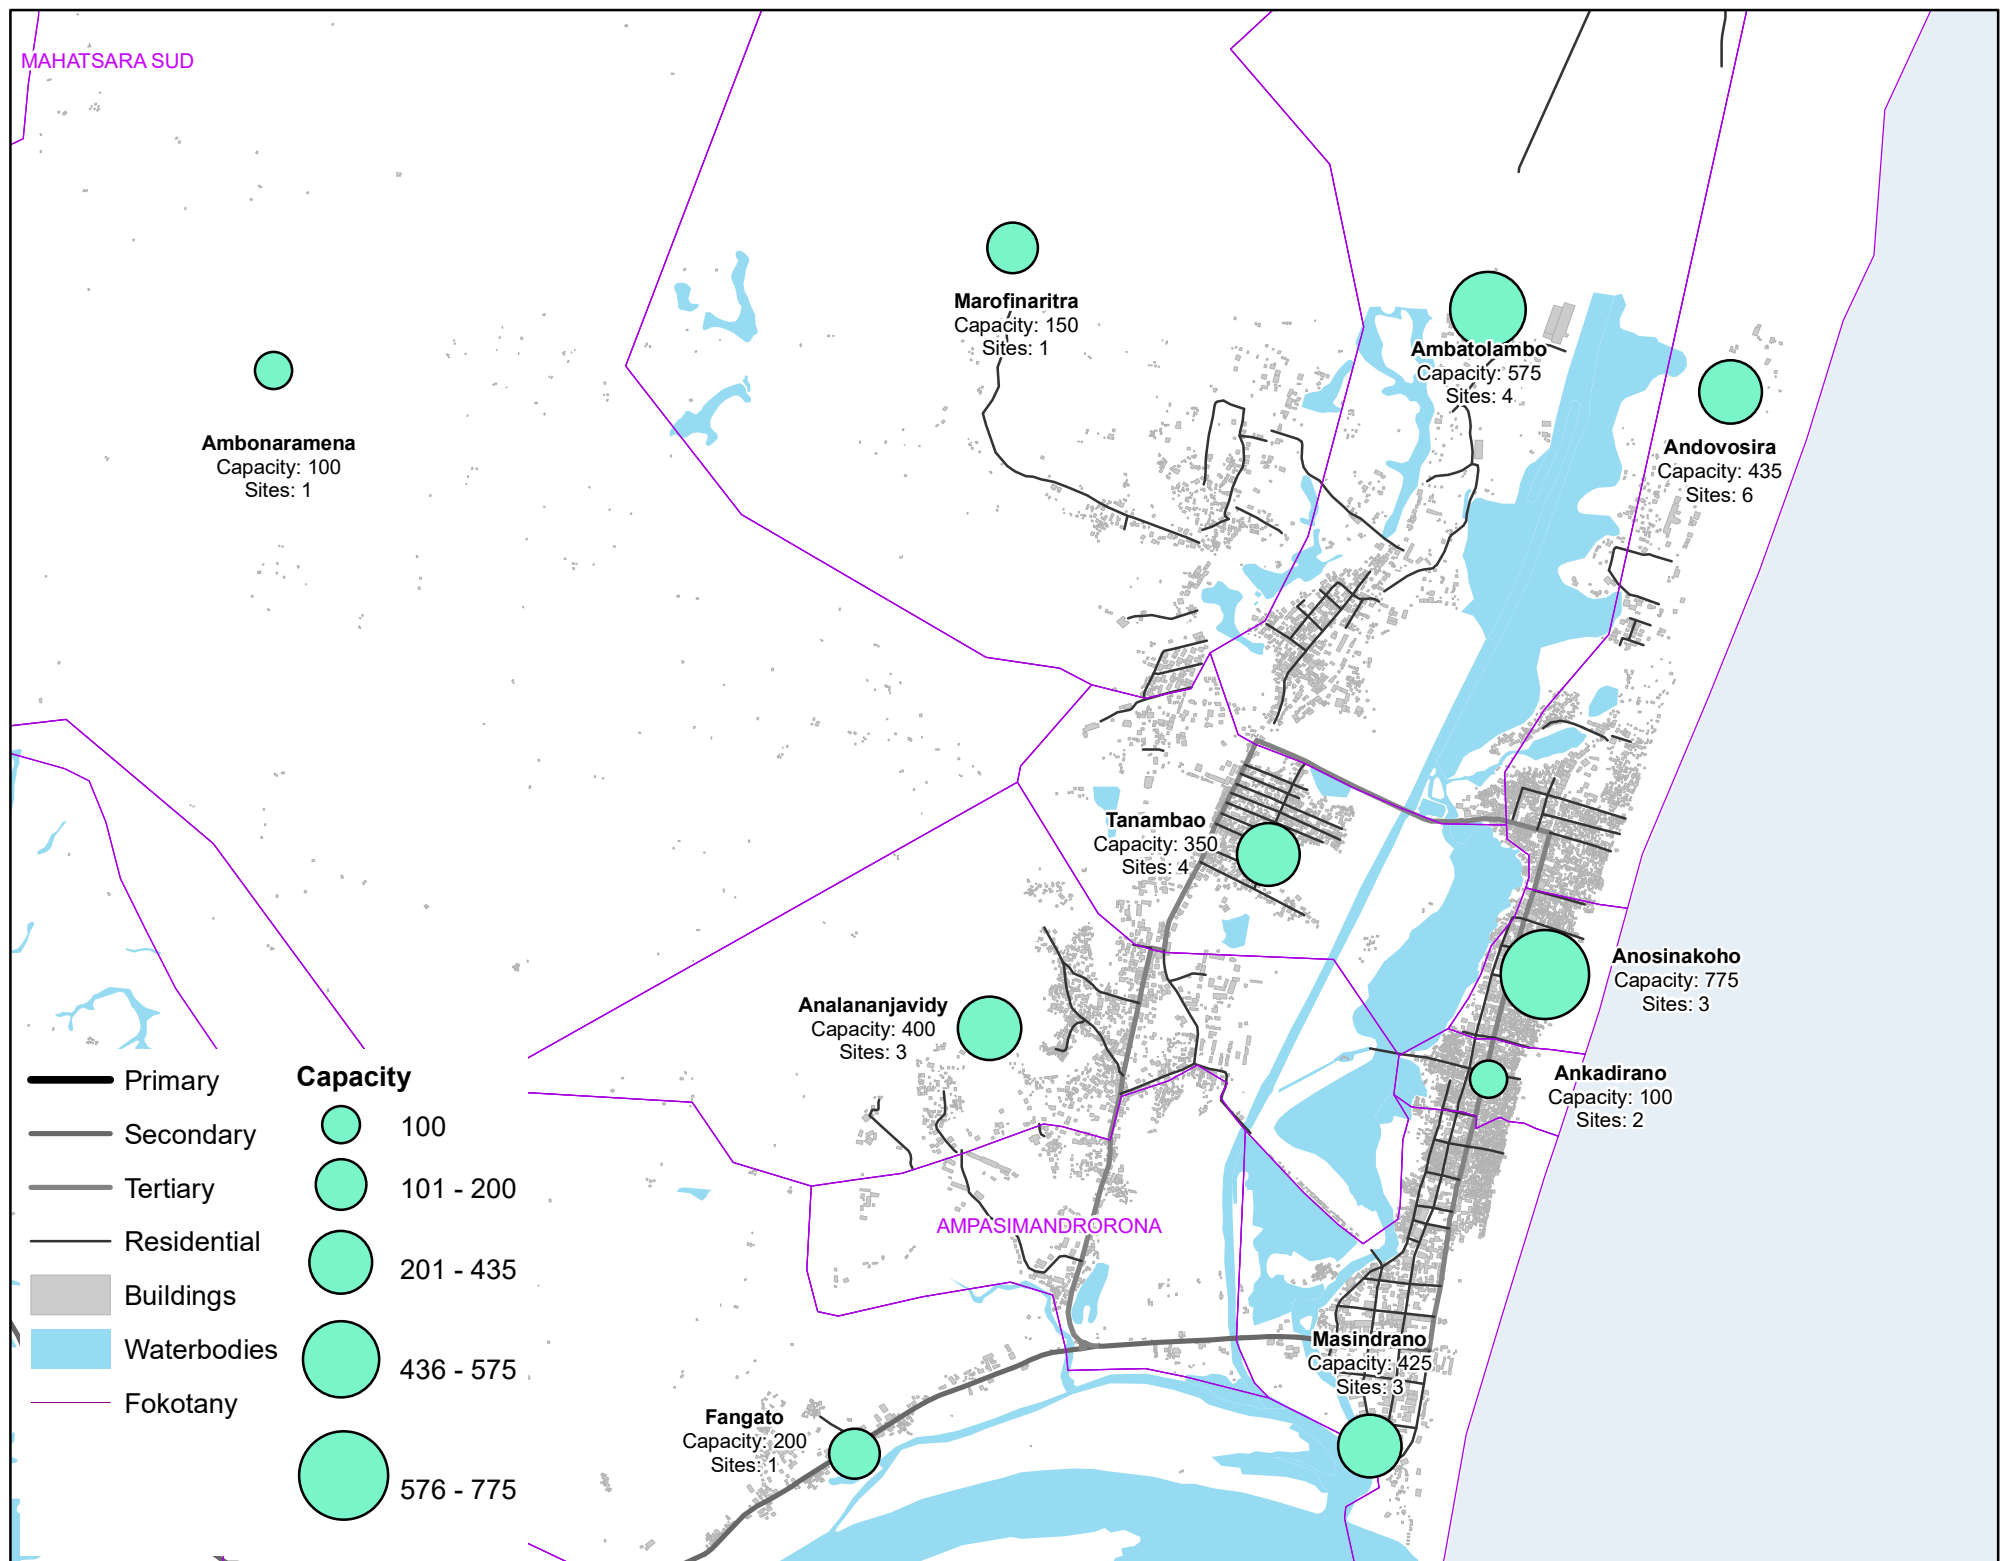 MAHATSARA SUD
Marofinaritra
Capacity: 150
Sites: 1
Ambatolambo
Capacity: 575
Sites: 4
Ambonaramena
Capacity: 100
Sites: 1
Andovosira
Capacity: 435
Sites: 6
Tanambao
Capacity: 350
Sites: 4
Anosinakoho
Capacity: 775
Sites: 3
Analananjavidy
Capacity: 400
Sites: 3
Ankadirano
Capacity: 100
Sites: 2
AMPASIMANDRORONA
Masindrano
Capacity: 425
Sites: 3
Fangato
Capacity: 200
Sites: 1
Primary
Secondary
Tertiary
Residential
Buildings
Waterbodies
Fokotany
Capacity
100
101 - 200
201 - 435
436 - 575
576 - 775